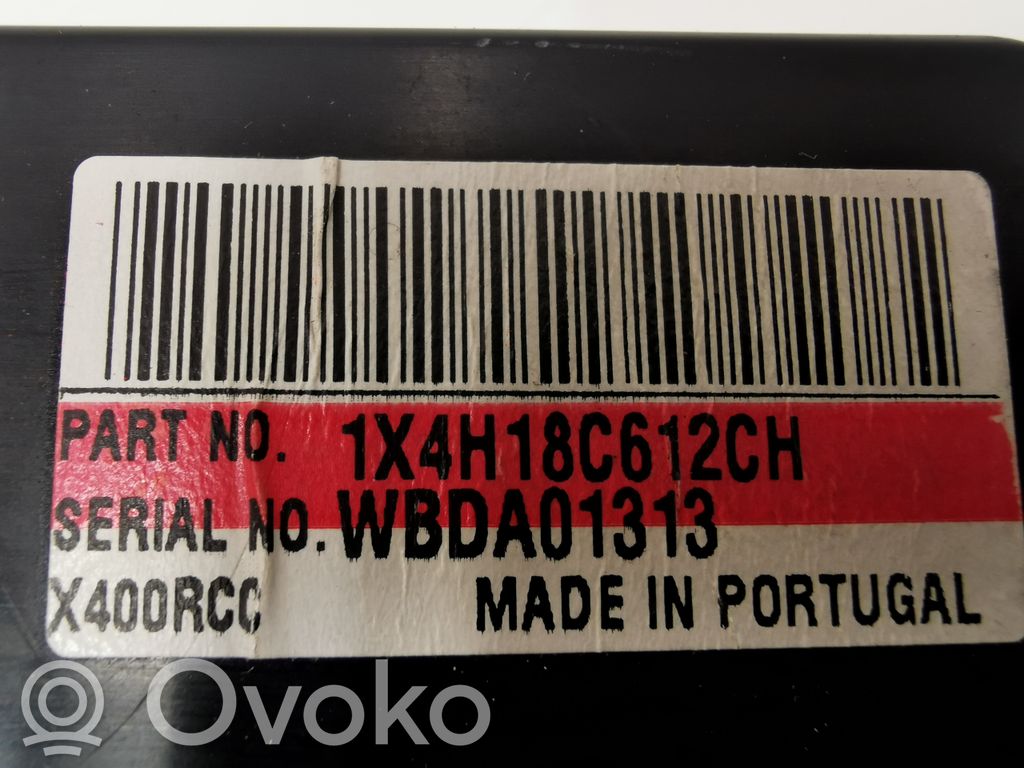 PART NO. 1X4H18C612CH
SERIAL NO. WBDA01313
X400RCC MADE IN PORTUGAL
Ovoko